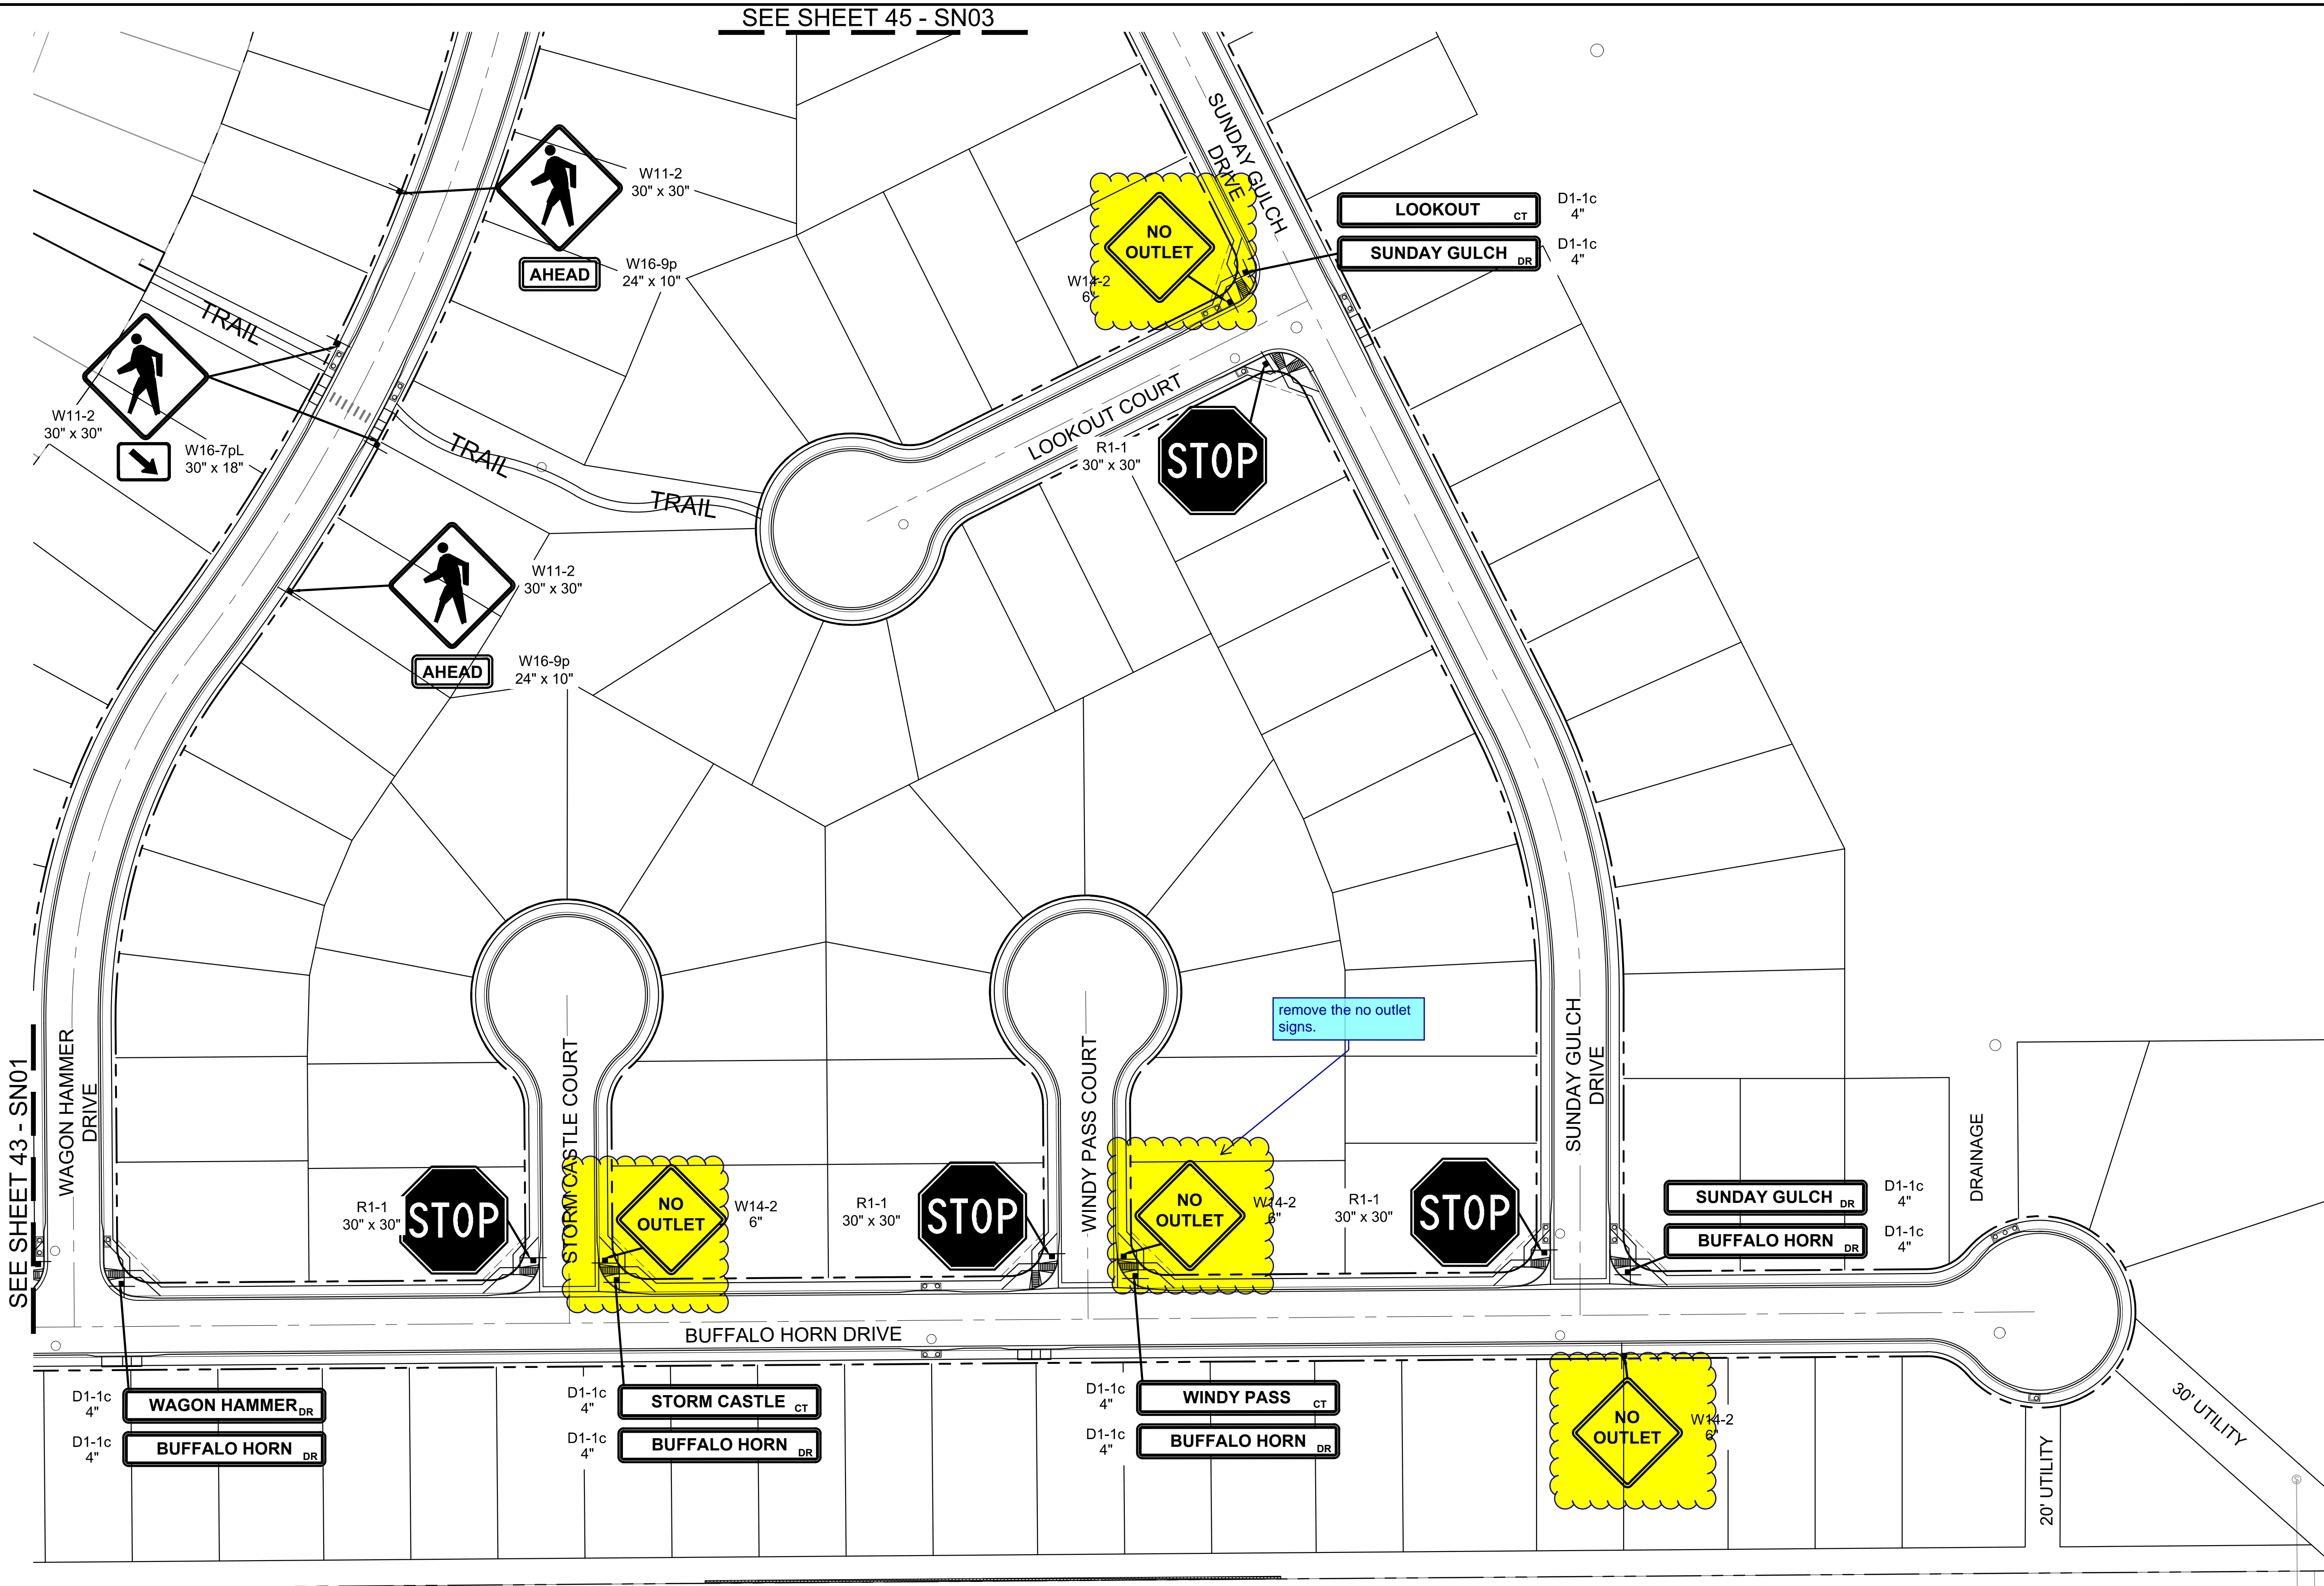 SEE SHEET 45 - SN03
SUNDAY GULCH
DRIVE
W11-2
30" x 30"
AHEAD
W16-9p
24" x 10"
NO
OUTLET
W14-2
6"
LOOKOUT CT
D1-1c
4"
SUNDAY GULCH DR
D1-1c
4"
TRAIL
W11-2
30" x 30"
W16-7pL
30" x 18"
TRAIL
TRAIL
LOOKOUT COURT
R1-1
30" x 30"
STOP
W11-2
30" x 30"
AHEAD
W16-9p
24" x 10"
remove the no outlet
signs.
SEE SHEET 43 - SN01
WAGON HAMMER
DRIVE
STORM CASTLE COURT
WINDY PASS COURT
SUNDAY GULCH
DRIVE
DRAINAGE
R1-1
30" x 30"
STOP
NO
OUTLET
W14-2
6"
R1-1
30" x 30"
STOP
NO
OUTLET
W14-2
6"
R1-1
30" x 30"
STOP
SUNDAY GULCH DR
D1-1c
4"
BUFFALO HORN DR
D1-1c
4"
BUFFALO HORN DRIVE
D1-1c
4"
WAGON HAMMER DR
D1-1c
4"
BUFFALO HORN DR
D1-1c
4"
STORM CASTLE CT
D1-1c
4"
BUFFALO HORN DR
D1-1c
4"
WINDY PASS CT
D1-1c
4"
BUFFALO HORN DR
NO
OUTLET
W14-2
6"
20' UTILITY
30' UTILITY
S